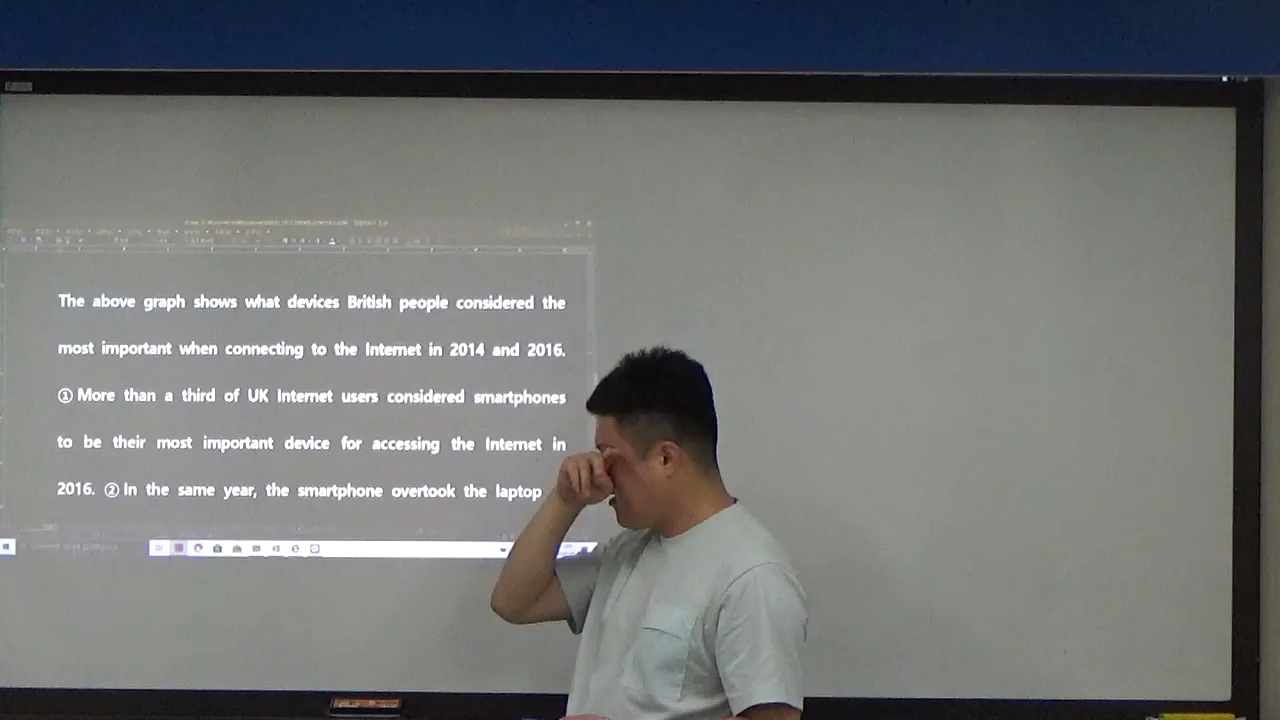 The above graph shows what devices British people considered the
most important when connecting to the Internet in 2014 and 2016.
① More than a third of UK Internet users considered smartphones
to be their most important device for accessing the Internet in
2016. ② In the same year, the smartphone overtook the laptop